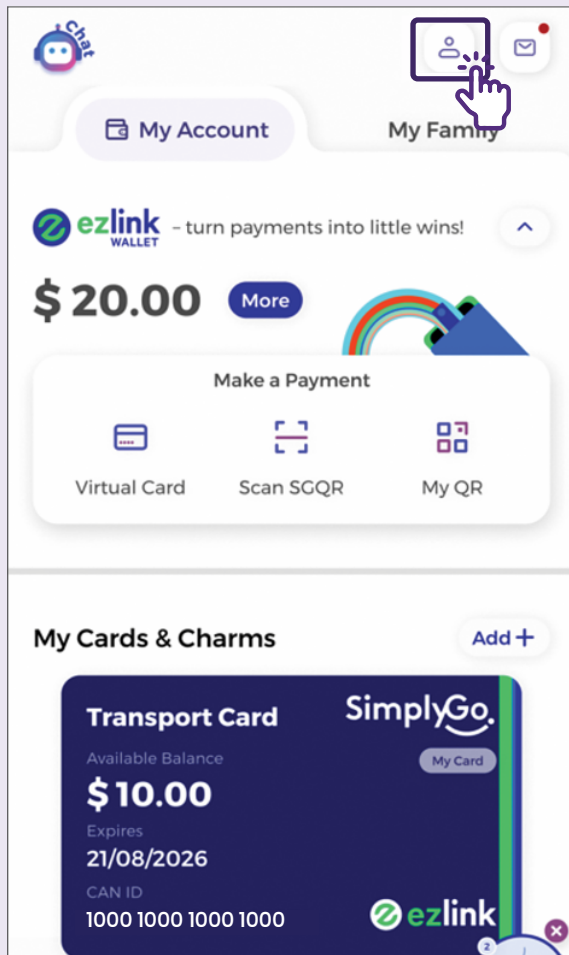 Chat
My Account
My Family
ezlink
WALLET
– turn payments into little wins!
$ 20.00
More
Make a Payment
Virtual Card
Scan SGQR
My QR
My Cards & Charms
Add +
Transport Card
SimplyGo.
Available Balance
My Card
$ 10.00
Expires
21/08/2026
CAN ID
1000 1000 1000 1000
ezlink
2